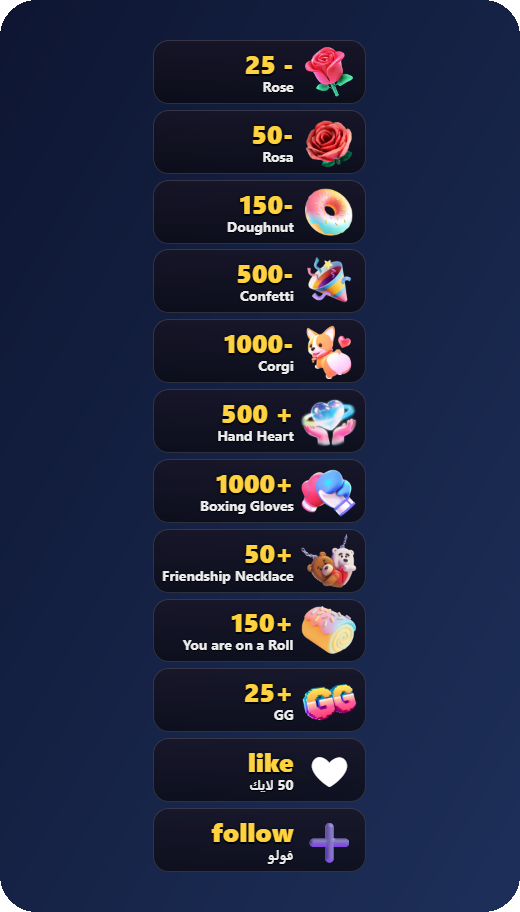 25 -
Rose
50-
Rosa
150-
Doughnut
500-
Confetti
1000-
Corgi
500 +
Hand Heart
1000+
Boxing Gloves
50+
Friendship Necklace
150+
You are on a Roll
GG
25+
GG
like
50 لايك
follow
فولو